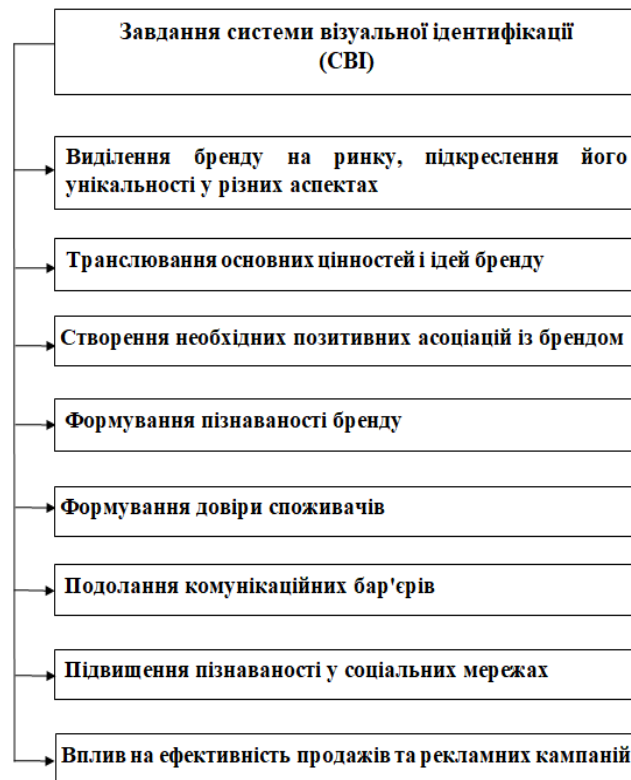 Завдання системи візуальної ідентифікації
(СВІ)
Виділення бренду на ринку, підкреслення його
унікальності у різних аспектах
Транслювання основних цінностей і ідей бренду
Створення необхідних позитивних асоціацій із брендом
Формування пізнаваності бренду
Формування довіри споживачів
Подолання комунікаційних бар'єрів
Підвищення пізнаваності у соціальних мережах
Вплив на ефективність продажів та рекламних кампаній